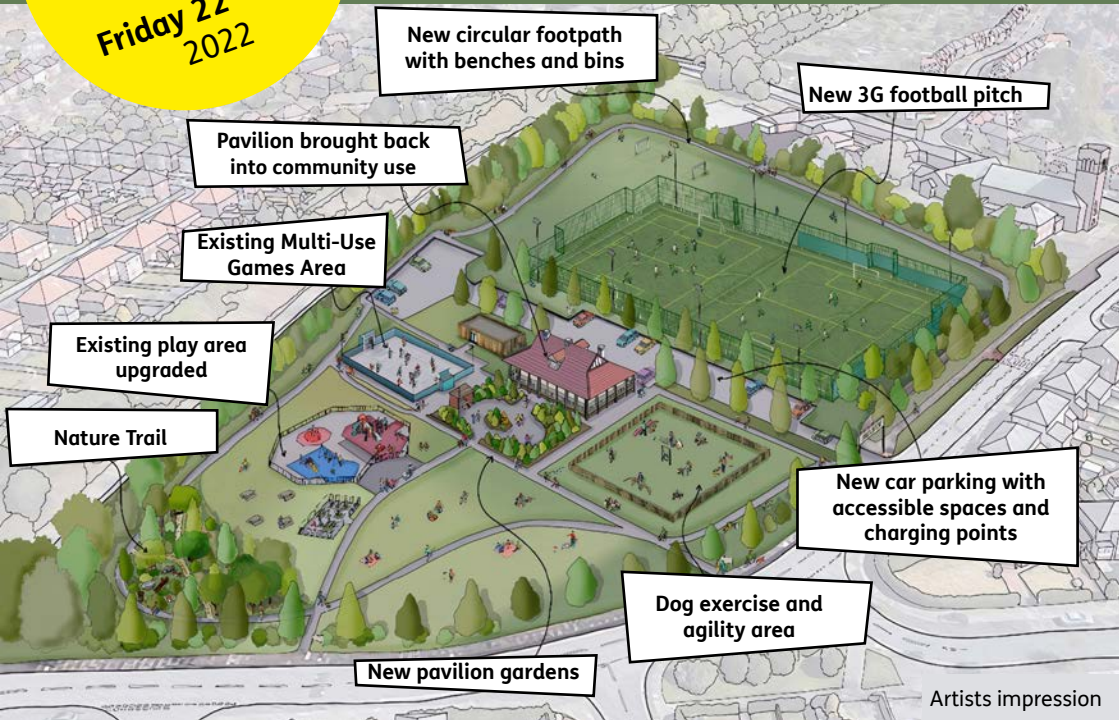 Friday 22
2022
New circular footpath
with benches and bins
New 3G football pitch
Pavilion brought back
into community use
Existing Multi-Use
Games Area
Existing play area
upgraded
Nature Trail
New car parking with
accessible spaces and
charging points
Dog exercise and
agility area
New pavilion gardens
Artists impression